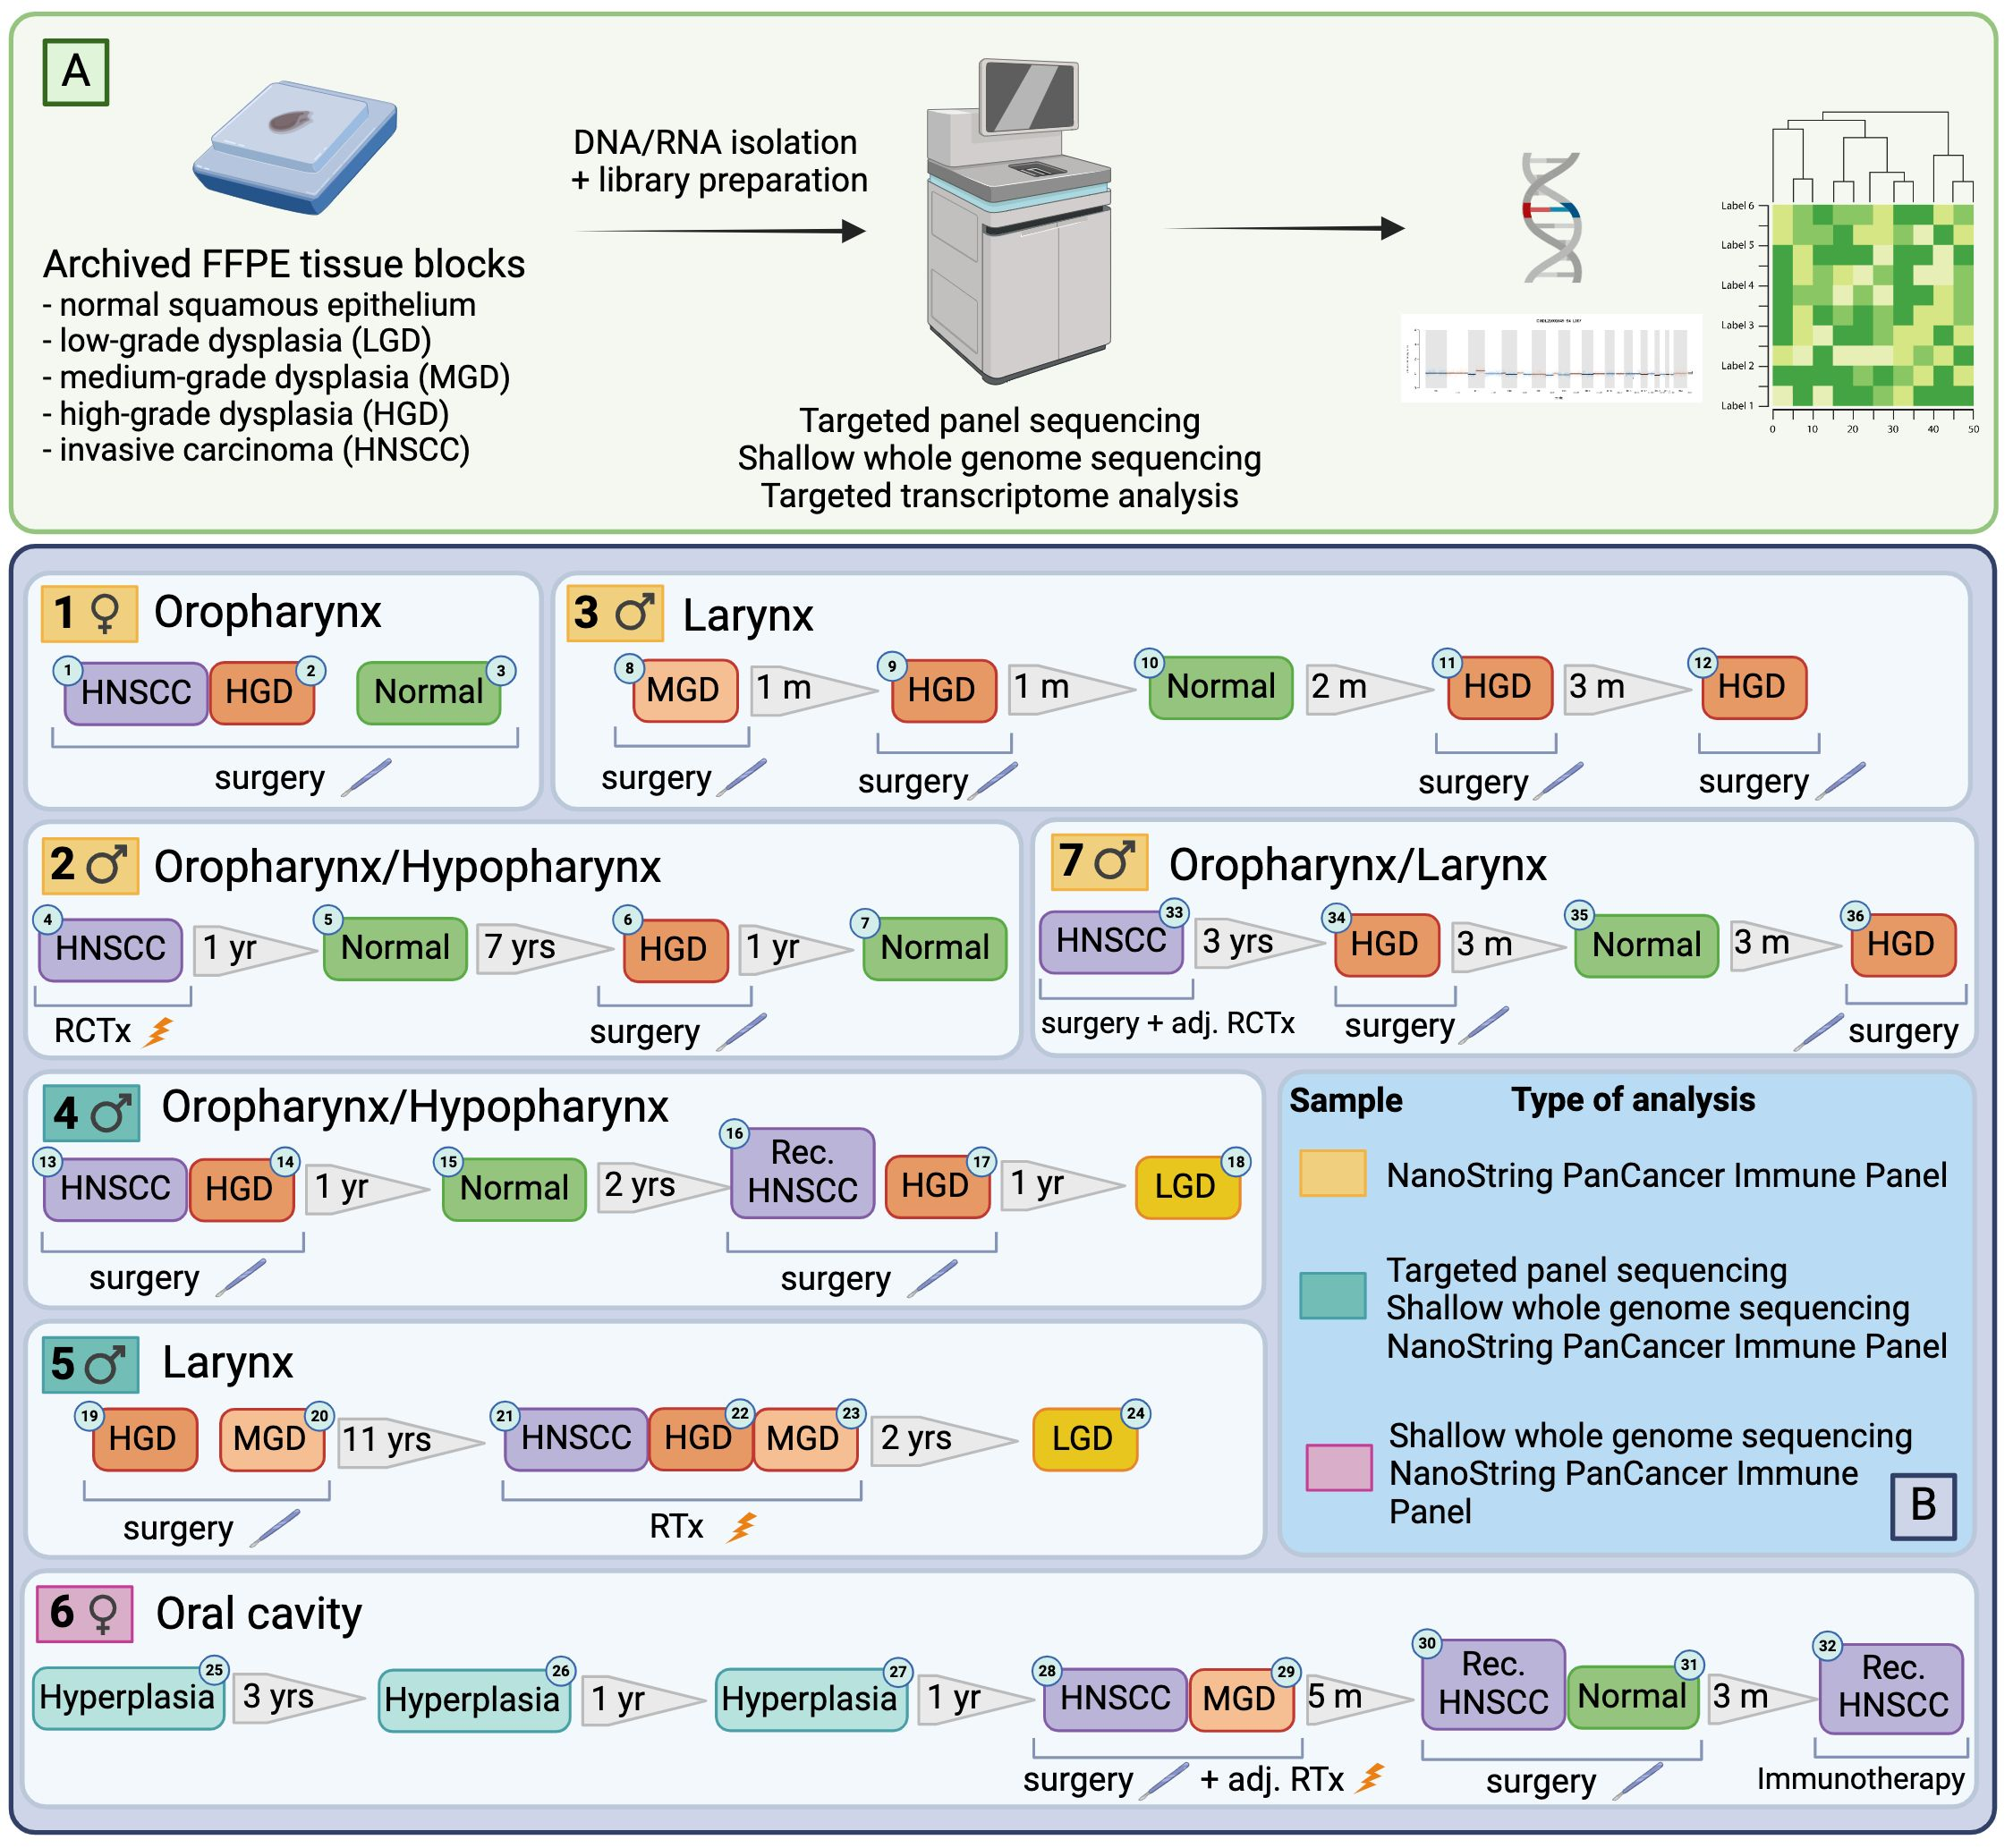 A
Archived FFPE tissue blocks
- normal squamous epithelium
- low-grade dysplasia (LGD)
- medium-grade dysplasia (MGD)
- high-grade dysplasia (HGD)
- invasive carcinoma (HNSCC)
DNA/RNA isolation
+ library preparation
Targeted panel sequencing
Shallow whole genome sequencing
Targeted transcriptome analysis
Label 6
Label 5
Label 4
Label 3
Label 2
Label 1
0 10 20 30 40 50
1 ♀ Oropharynx
1 HNSCC HGD 2 Normal 3
surgery
3 ♂ Larynx
8 MGD 1 m 9 HGD 1 m 10 Normal 2 m 11 HGD 3 m 12 HGD
surgery surgery surgery surgery
2 ♂ Oropharynx/Hypopharynx
4 HNSCC 1 yr 5 Normal 7 yrs 6 HGD 1 yr 7 Normal
RCTx surgery
7 ♂ Oropharynx/Larynx
HNSCC 33 3 yrs 34 HGD 3 m 35 Normal 3 m 36 HGD
surgery + adj. RCTx surgery surgery
4 ♂ Oropharynx/Hypopharynx
13 HNSCC HGD 14 1 yr 15 Normal 2 yrs 16 Rec.
HNSCC HGD 17 1 yr LGD 18
surgery surgery
Sample Type of analysis
NanoString PanCancer Immune Panel
Targeted panel sequencing
Shallow whole genome sequencing
NanoString PanCancer Immune Panel
Shallow whole genome sequencing
NanoString PanCancer Immune
Panel
B
5 ♂ Larynx
19 HGD MGD 20 11 yrs 21 HNSCC HGD 22 MGD 23 2 yrs LGD 24
surgery RTx
6 ♀ Oral cavity
Hyperplasia 25 3 yrs Hyperplasia 26 1 yr Hyperplasia 27 1 yr 28 HNSCC MGD 29 5 m 30 Rec.
HNSCC Normal 31 3 m 32 Rec.
HNSCC
surgery + adj. RTx surgery Immunotherapy